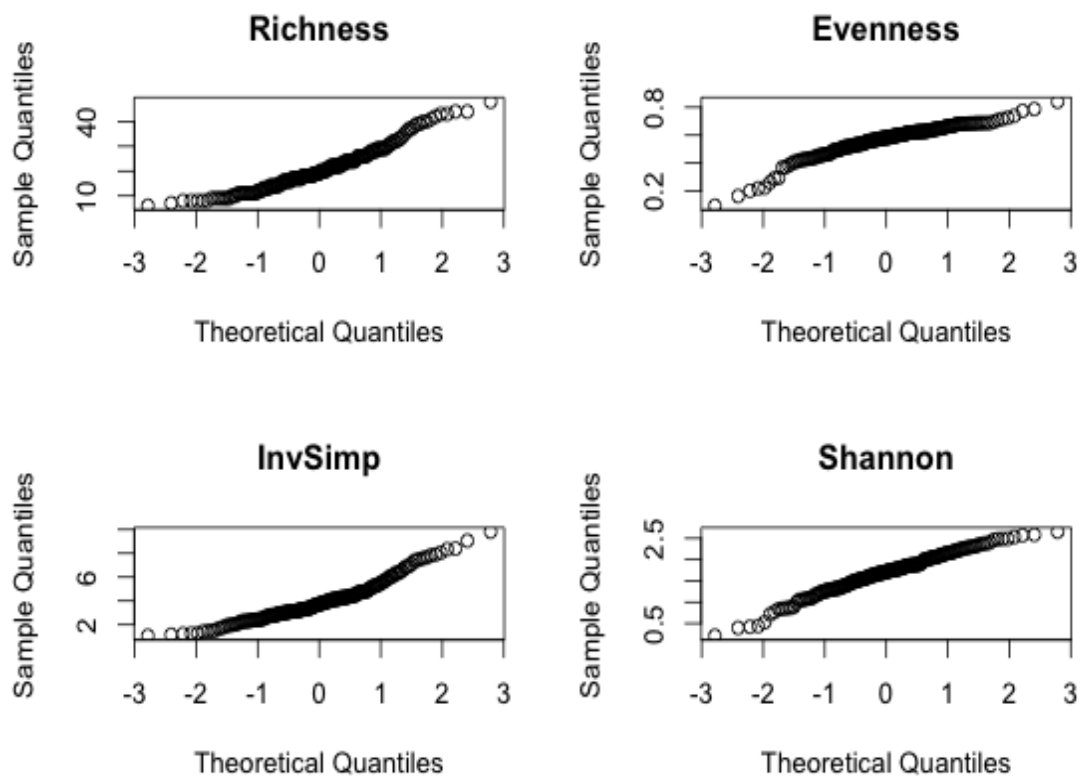 Richness
Sample Quantiles
40
10
-3 -2 -1 0 1 2 3
Theoretical Quantiles
Evenness
Sample Quantiles
0.8
0.2
-3 -2 -1 0 1 2 3
Theoretical Quantiles
InvSimp
Sample Quantiles
6
2
-3 -2 -1 0 1 2 3
Theoretical Quantiles
Shannon
Sample Quantiles
2.5
0.5
-3 -2 -1 0 1 2 3
Theoretical Quantiles